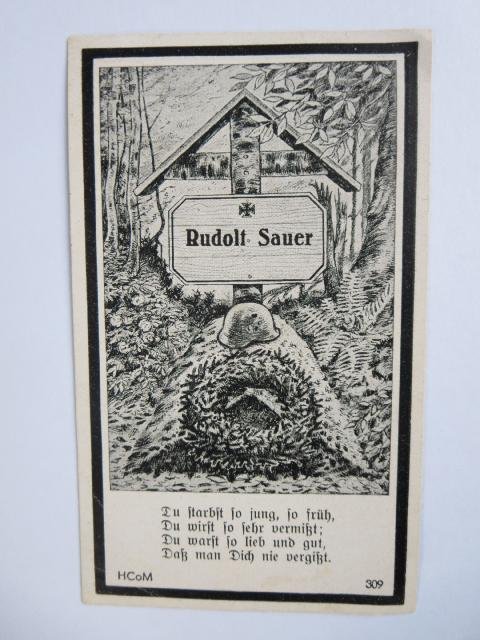 Rudolf Sauer
Du starbst so jung, so früh,
Du wirst so sehr vermißt;
Du warst so lieb und gut,
Daß man Dich nie vergißt.
HCoM
309